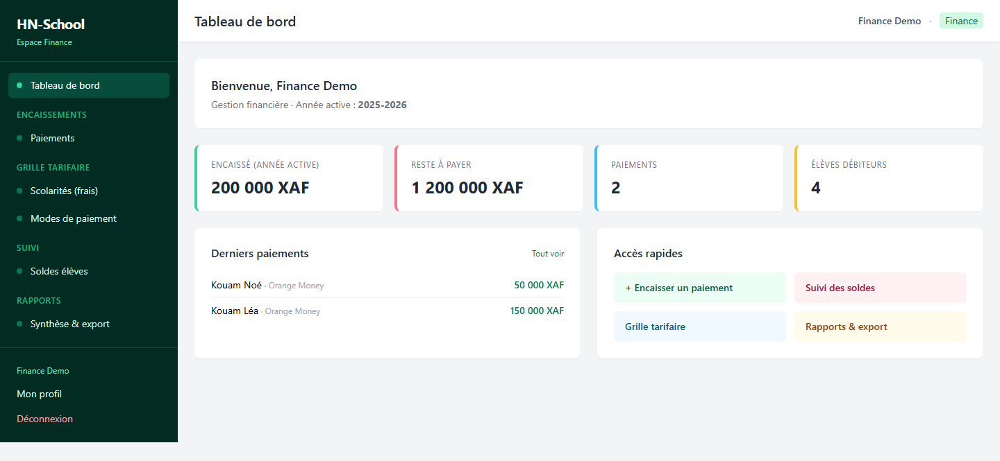 HN-School
Espace Finance
Tableau de bord
ENCAISSEMENTS
Paiements
GRILLE TARIFAIRE
Scolarités (frais)
Modes de paiement
SUIVI
Soldes élèves
RAPPORTS
Synthèse & export
Finance Demo
Mon profil
Déconnexion
Tableau de bord
Finance Demo · Finance
Bienvenue, Finance Demo
Gestion financière · Année active : 2025-2026
ENCAISSÉ (ANNÉE ACTIVE)
200 000 XAF
RESTE À PAYER
1 200 000 XAF
PAIEMENTS
2
ÉLÈVES DÉBITEURS
4
Derniers paiements Tout voir
Kouam Noé · Orange Money 50 000 XAF
Kouam Léa · Orange Money 150 000 XAF
Accès rapides
+ Encaisser un paiement
Suivi des soldes
Grille tarifaire
Rapports & export